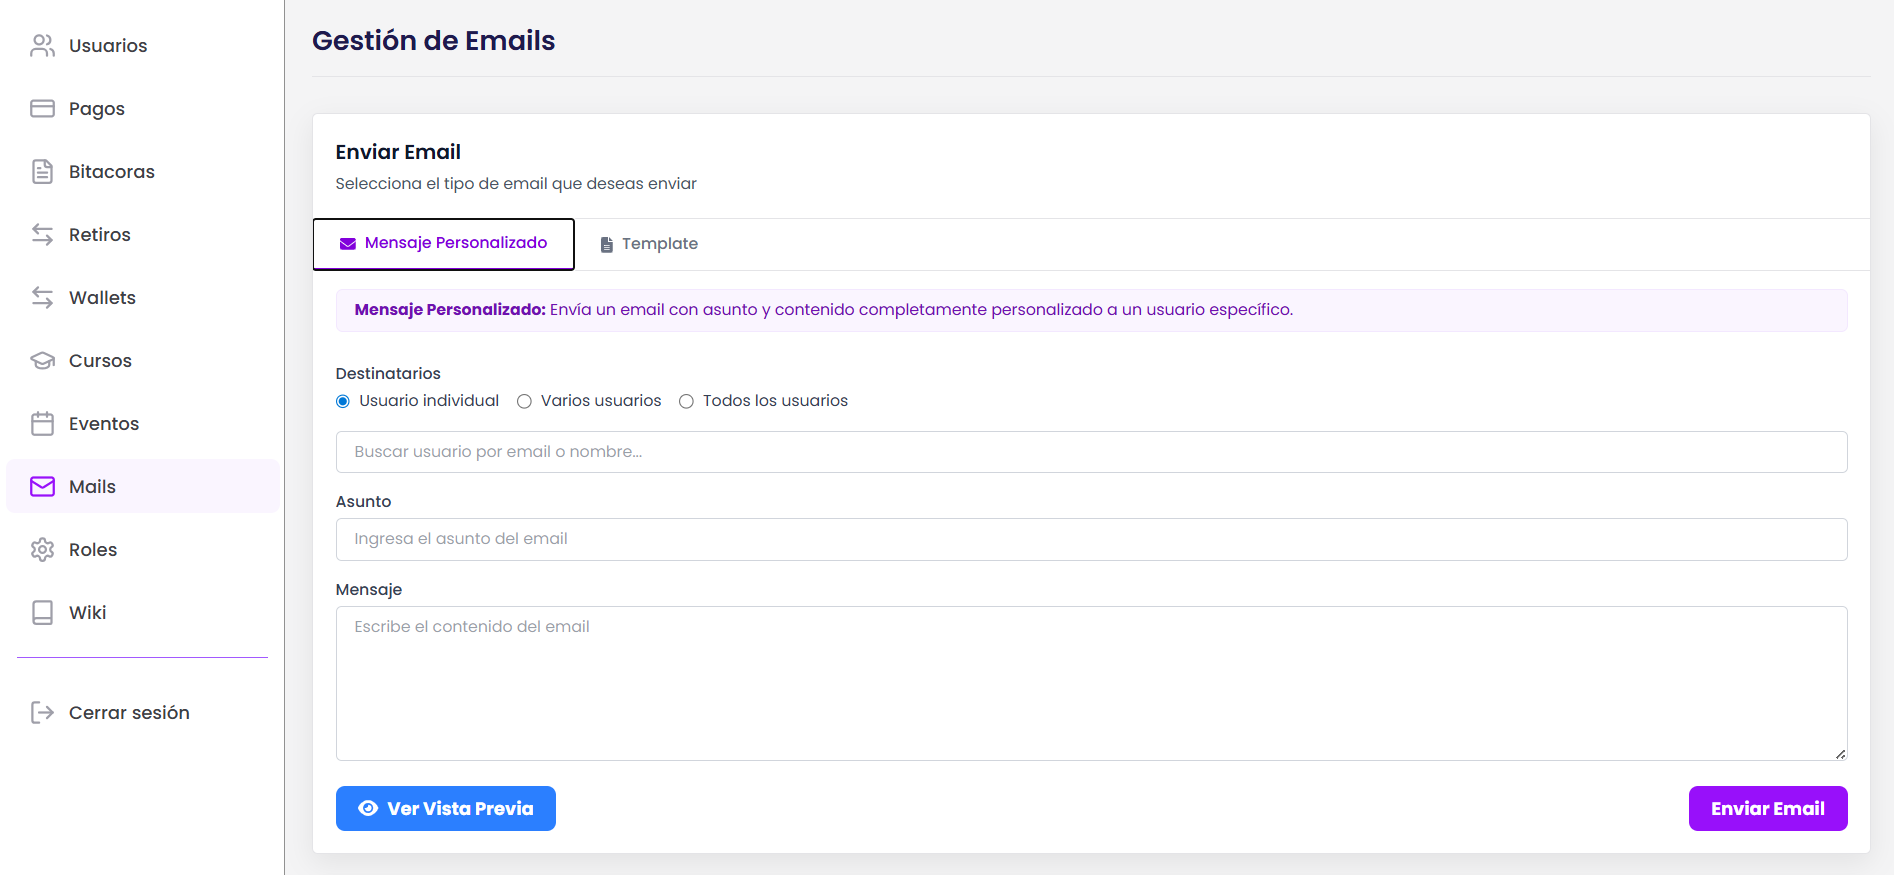 Usuarios
Pagos
Bitacoras
Retiros
Wallets
Cursos
Eventos
Mails
Roles
Wiki
Cerrar sesión
Gestión de Emails
Enviar Email
Selecciona el tipo de email que deseas enviar
Mensaje Personalizado
Template
Mensaje Personalizado: Envía un email con asunto y contenido completamente personalizado a un usuario específico.
Destinatarios
Usuario individual Varios usuarios Todos los usuarios
Buscar usuario por email o nombre...
Asunto
Ingresa el asunto del email
Mensaje
Escribe el contenido del email
Ver Vista Previa
Enviar Email